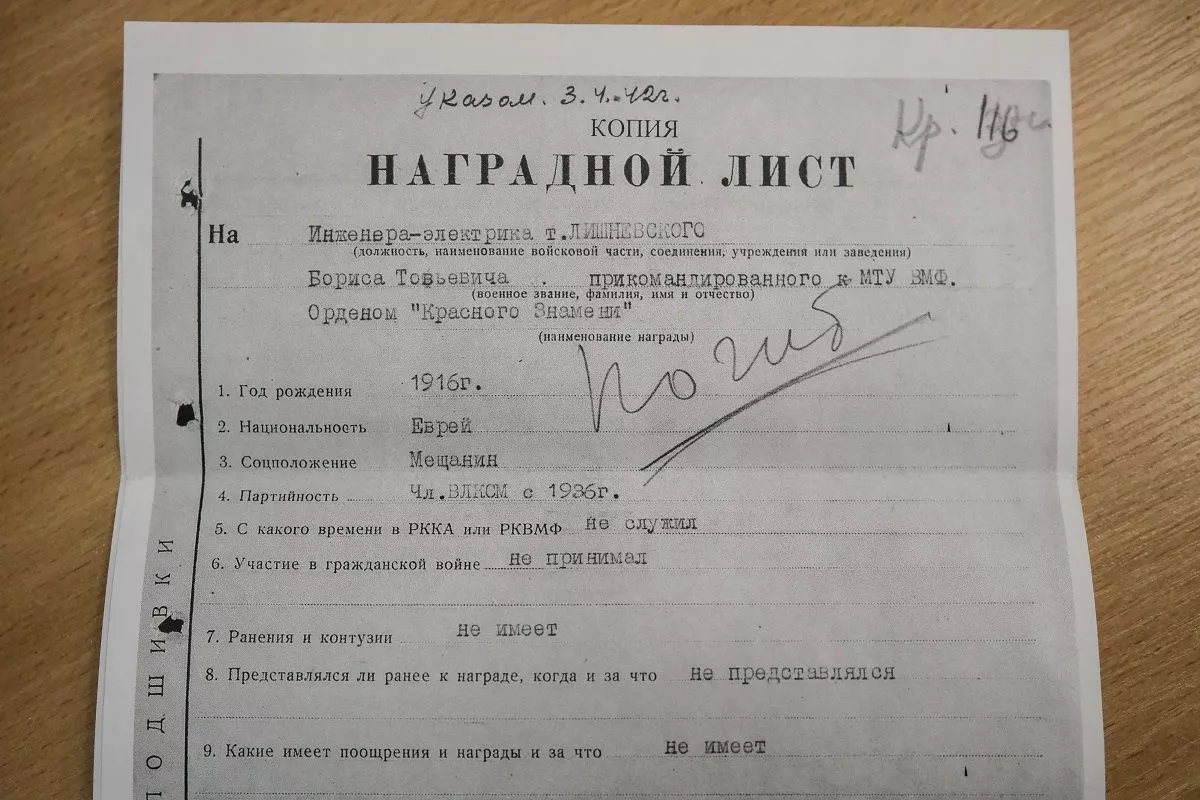 Указом. 3.4.42г.
КОПИЯ
НАГРАДНОЙ ЛИСТ
На Инженера-электрика т.ЛИШНЕВСКОГО
(должность, наименование войсковой части, соединения, учреждения или заведения)
Бориса Товьевича . прикомандированного к МТУ ВМФ.
(военное звание, фамилия, имя и отчество)
Орденом "Красного Знамени"
(наименование награды)
погиб
1. Год рождения 1916г.
2. Национальность Еврей
3. Соцположение Мещанин
4. Партийность Чл.ВЛКСМ с 1936г.
5. С какого времени в РККА или РКВМФ не служил
6. Участие в гражданской войне не принимал
7. Ранения и контузии не имеет
8. Представлялся ли ранее к награде, когда и за что не представлялся
9. Какие имеет поощрения и награды и за что не имеет
ПОДШИВКИ